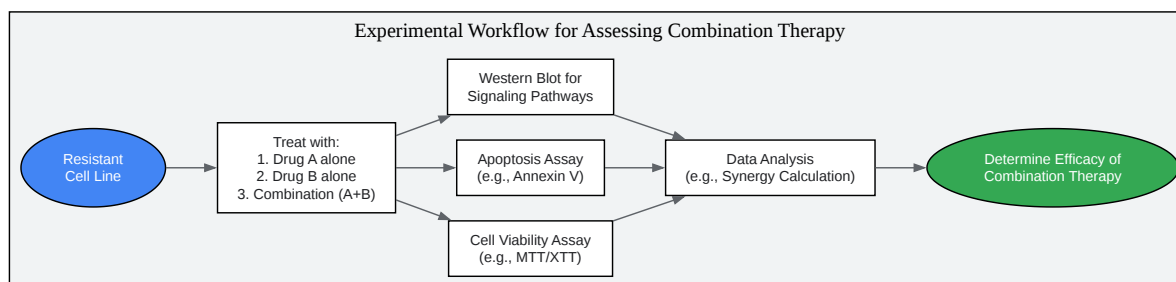 Experimental Workflow for Assessing Combination Therapy
Resistant
Cell Line
Treat with:
1. Drug A alone
2. Drug B alone
3. Combination (A+B)
Western Blot for
Signaling Pathways
Apoptosis Assay
(e.g., Annexin V)
Cell Viability Assay
(e.g., MTT/XTT)
Data Analysis
(e.g., Synergy Calculation)
Determine Efficacy of
Combination Therapy